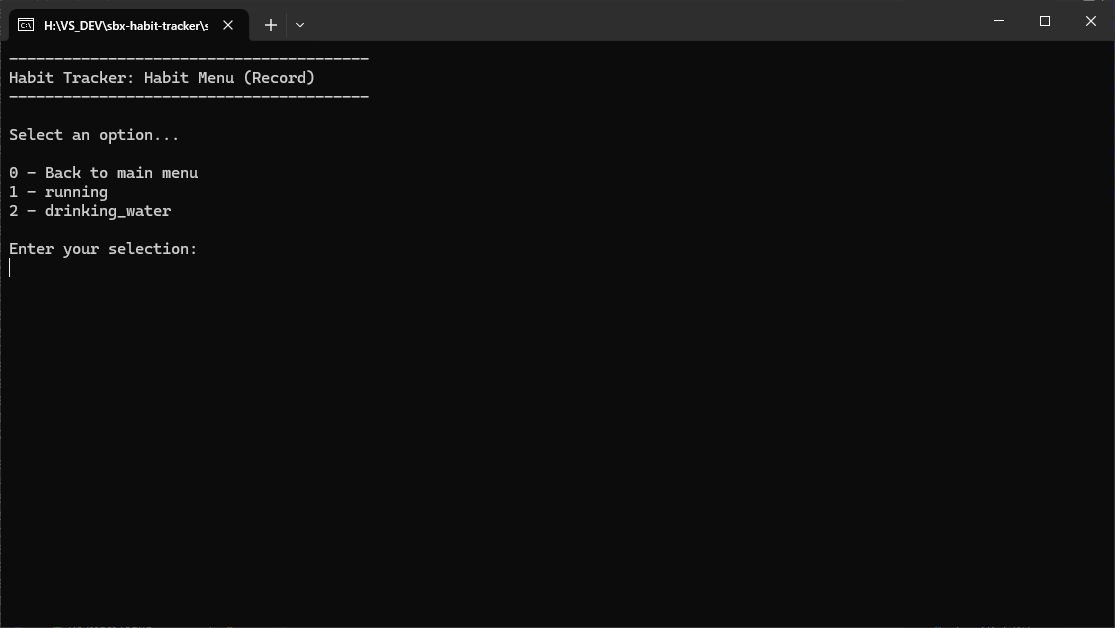 H:\VS_DEV\sbx-habit-tracker\s
----------------------------------------
Habit Tracker: Habit Menu (Record)
----------------------------------------
Select an option...
0 - Back to main menu
1 - running
2 - drinking_water
Enter your selection: